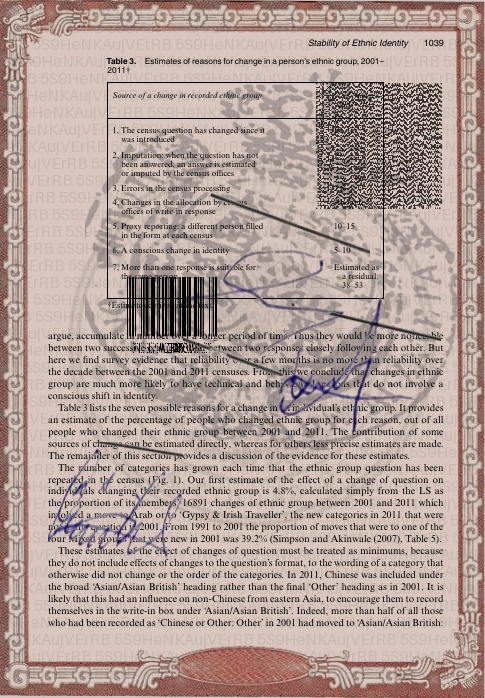 Stability of Ethnic Identity 1039
Table 3. Estimates of reasons for change in a person's ethnic group, 2001–
2011†
Source of a change in recorded ethnic group
1. The census question has changed since it
was introduced
2. Imputation: when the question has not
been answered, an answer is estimated
or imputed by the census offices
3. Errors in the census processing
4. Changes in the allocation by census
offices of write-in response
5. Proxy reporting: a different person filled 10–15
in the form at each census
6. A conscious change in identity 5–10
7. More than one response is suitable for Estimated as
a residual,
38–53
argue, accumulate in number over a longer period of time. Thus they would be more noticeable
between two between two responses closely following each other. But
here we find survey evidence that reliability over a few months is no more than reliability over
the decade between the 2001 and 2011 censuses. From this we conclude that changes in ethnic
group are much more likely to have technical and that do not involve a
conscious shift in identity.
Table 3 lists the seven possible reasons for a change in an individual's ethnic group. It provides
an estimate of the percentage of people who changed ethnic group for each reason, out of all
people who changed their ethnic group between 2001 and 2011. The contribution of some
sources of change can be estimated directly, whereas for others less precise estimates are made.
The remainder of this section provides a discussion of the evidence for these estimates.
The number of categories has grown each time that the ethnic group question has been
repeated in the census (Fig. 1). Our first estimate of the effect of a change of question on
individuals changing their recorded ethnic group is 4.8%, calculated simply from the LS as
the proportion of its members' 16891 changes of ethnic group between 2001 and 2011 which
involved a move to 'Arab' or to 'Gypsy & Irish Traveller', the new categories in 2011 that were
not in the question in 2001. From 1991 to 2001 the proportion of moves that were to one of the
four Mixed groups that were new in 2001 was 39.2% (Simpson and Akinwale (2007), Table 5).
These estimates of the effect of changes of question must be treated as minimums, because
they do not include effects of changes to the question's format, to the wording of a category that
otherwise did not change or the order of the categories. In 2011, Chinese was included under
the broad 'Asian/Asian British' heading rather than the final 'Other' heading as in 2001. It is
likely that this had an influence on non-Chinese from eastern Asia, to encourage them to record
themselves in the write-in box under 'Asian/Asian British'. Indeed, more than half of all those
who had been recorded as 'Chinese or Other: Other' in 2001 had moved to 'Asian/Asian British: